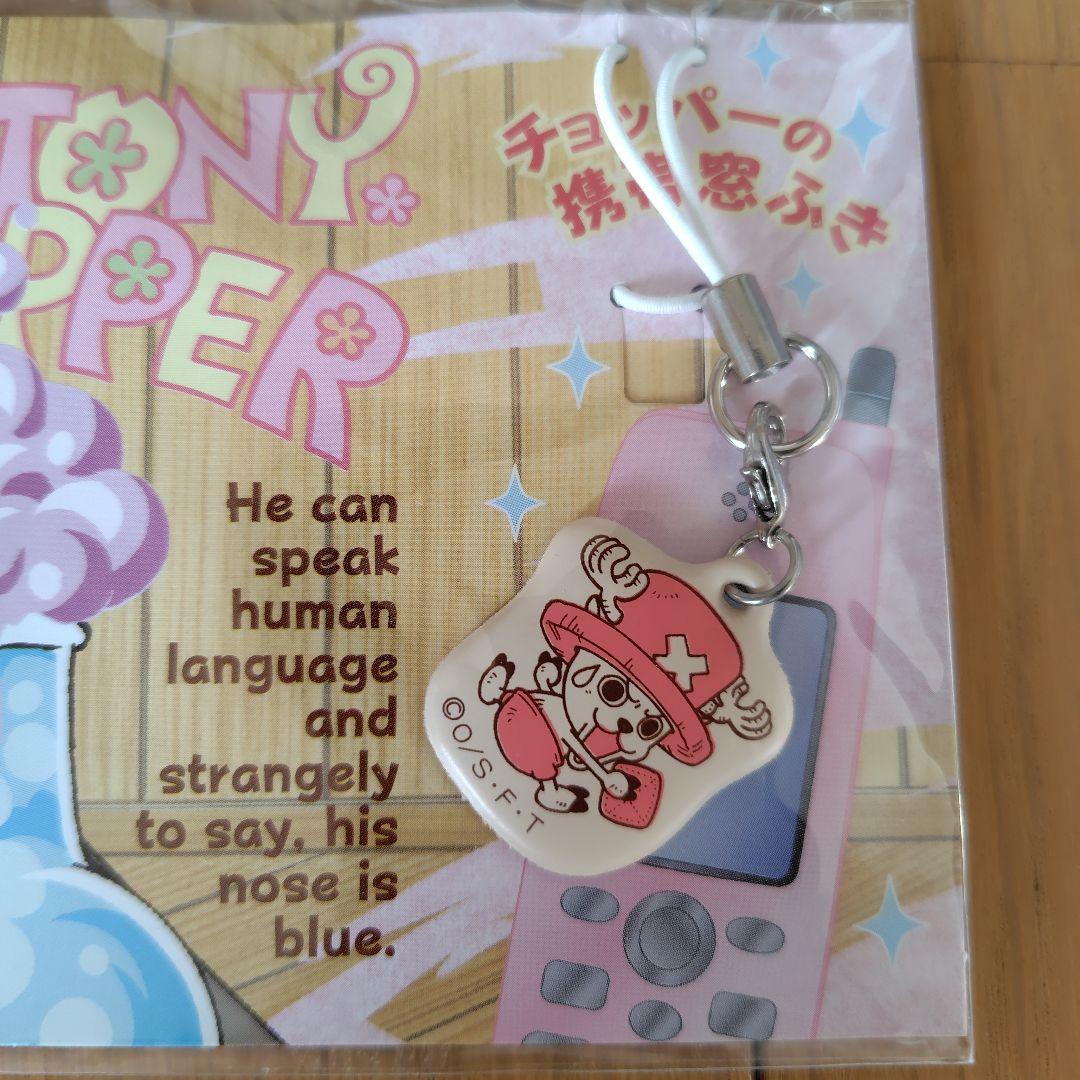 TONY
PPER
チョッパーの
携帯窓ふき
He can
speak
human
language
and
strangely
to say, his
nose is
blue.
©O/S・F・T